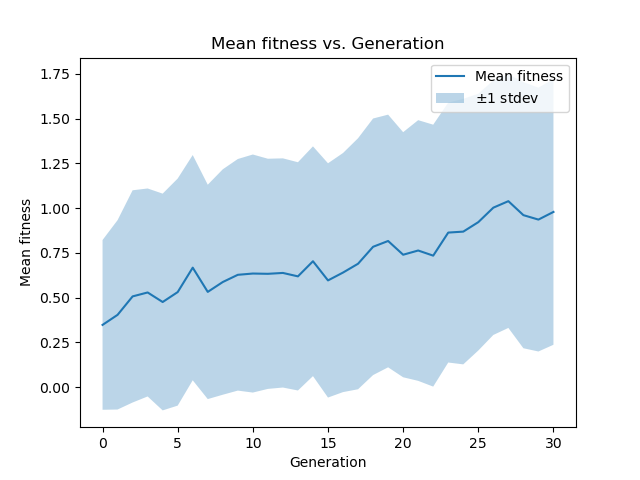 Mean fitness vs. Generation
Mean fitness
±1 stdev
1.75
1.50
1.25
1.00
0.75
0.50
0.25
0.00
Mean fitness
0 5 10 15 20 25 30
Generation